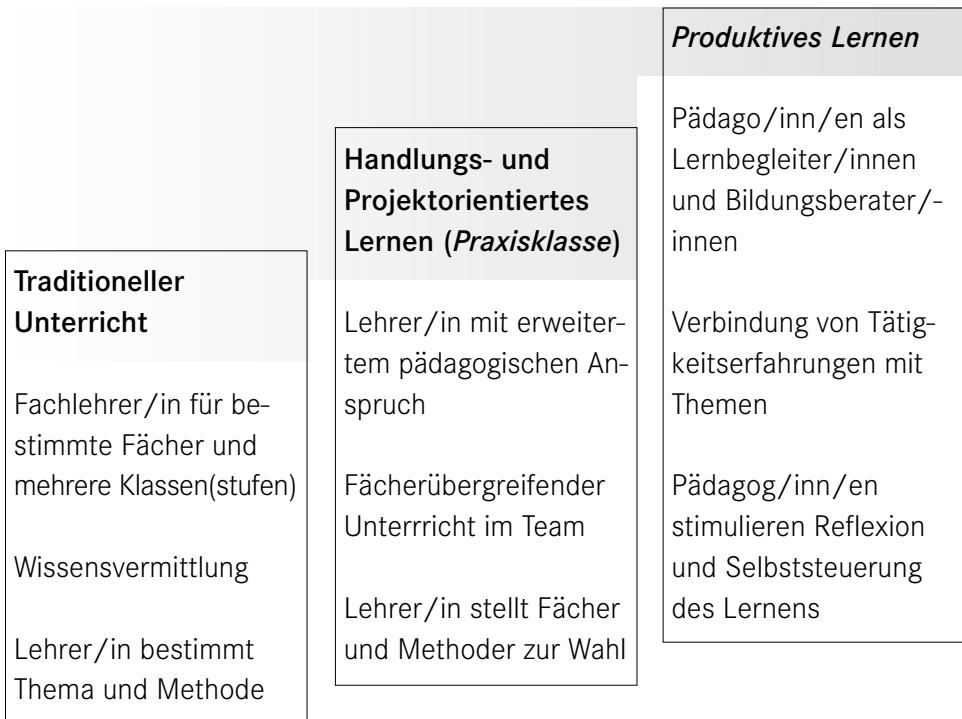 Traditioneller
Unterricht
Fachlehrer/in für be-
stimmte Fächer und
mehrere Klassen(stufen)
Wissensvermittlung
Lehrer/in bestimmt
Thema und Methode
Handlungs- und
Projektorientiertes
Lernen (Praxisklasse)
Lehrer/in mit erweiter-
tem pädagogischen An-
spruch
Fächerübergreifender
Unterrricht im Team
Lehrer/in stellt Fächer
und Methoder zur Wahl
Produktives Lernen
Pädago/inn/en als
Lernbegleiter/innen
und Bildungsberater/-
innen
Verbindung von Tätig-
keitserfahrungen mit
Themen
Pädagog/inn/en
stimulieren Reflexion
und Selbststeuerung
des Lernens